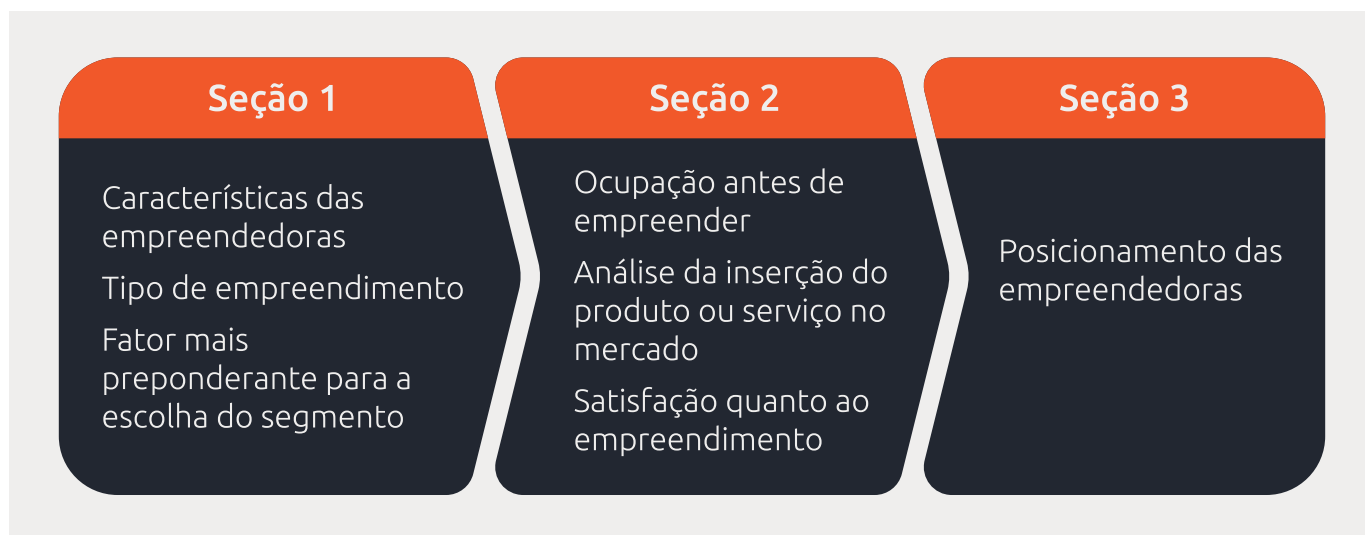 Seção 1
Características das
empreendedoras
Tipo de empreendimento
Fator mais
preponderante para a
escolha do segmento
Seção 2
Ocupação antes de
empreender
Análise da inserção do
produto ou serviço no
mercado
Satisfação quanto ao
empreendimento
Seção 3
Posicionamento das
empreendedoras